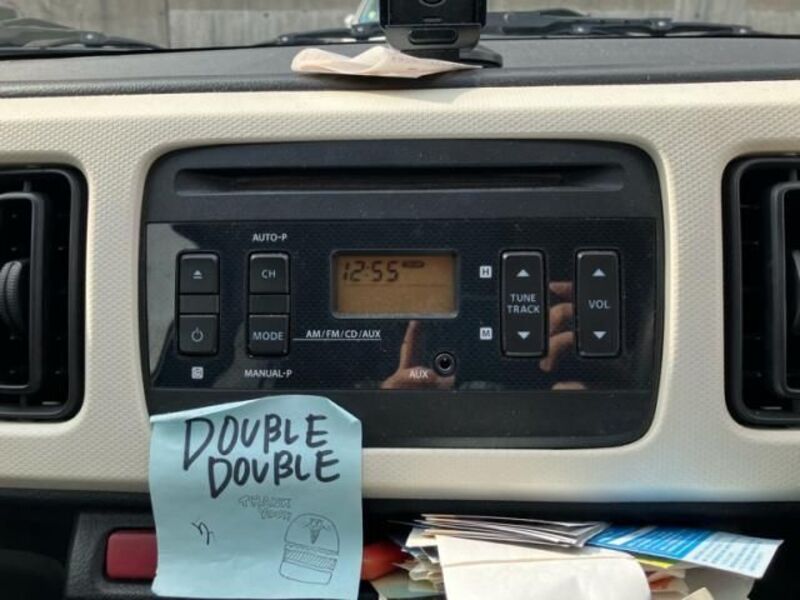 AUTO-P
CH
12:55
H
TUNE
TRACK
VOL
MODE
AM/FM/CD/AUX
M
MANUAL-P
AUX
DOUBLE
DOUBLE
THANK
YOU!!